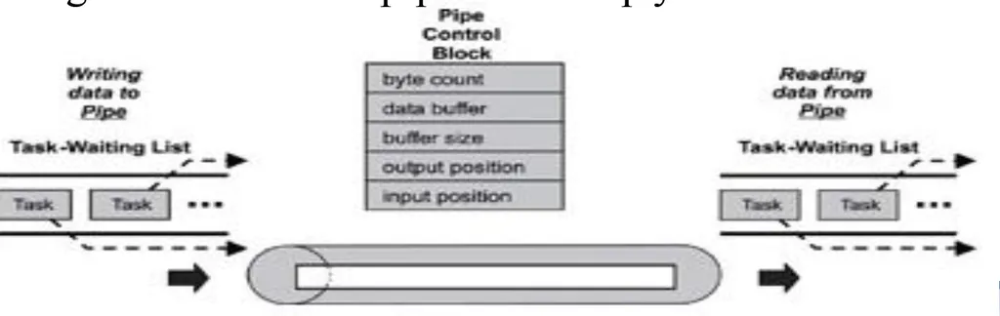 Pipe
Control
Block
Writing
data to
Pipe
Reading
data from
Pipe
byte count
data buffer
buffer size
output position
input position
Task-Waiting List
Task-Waiting List
Task Task ...
Task Task ...